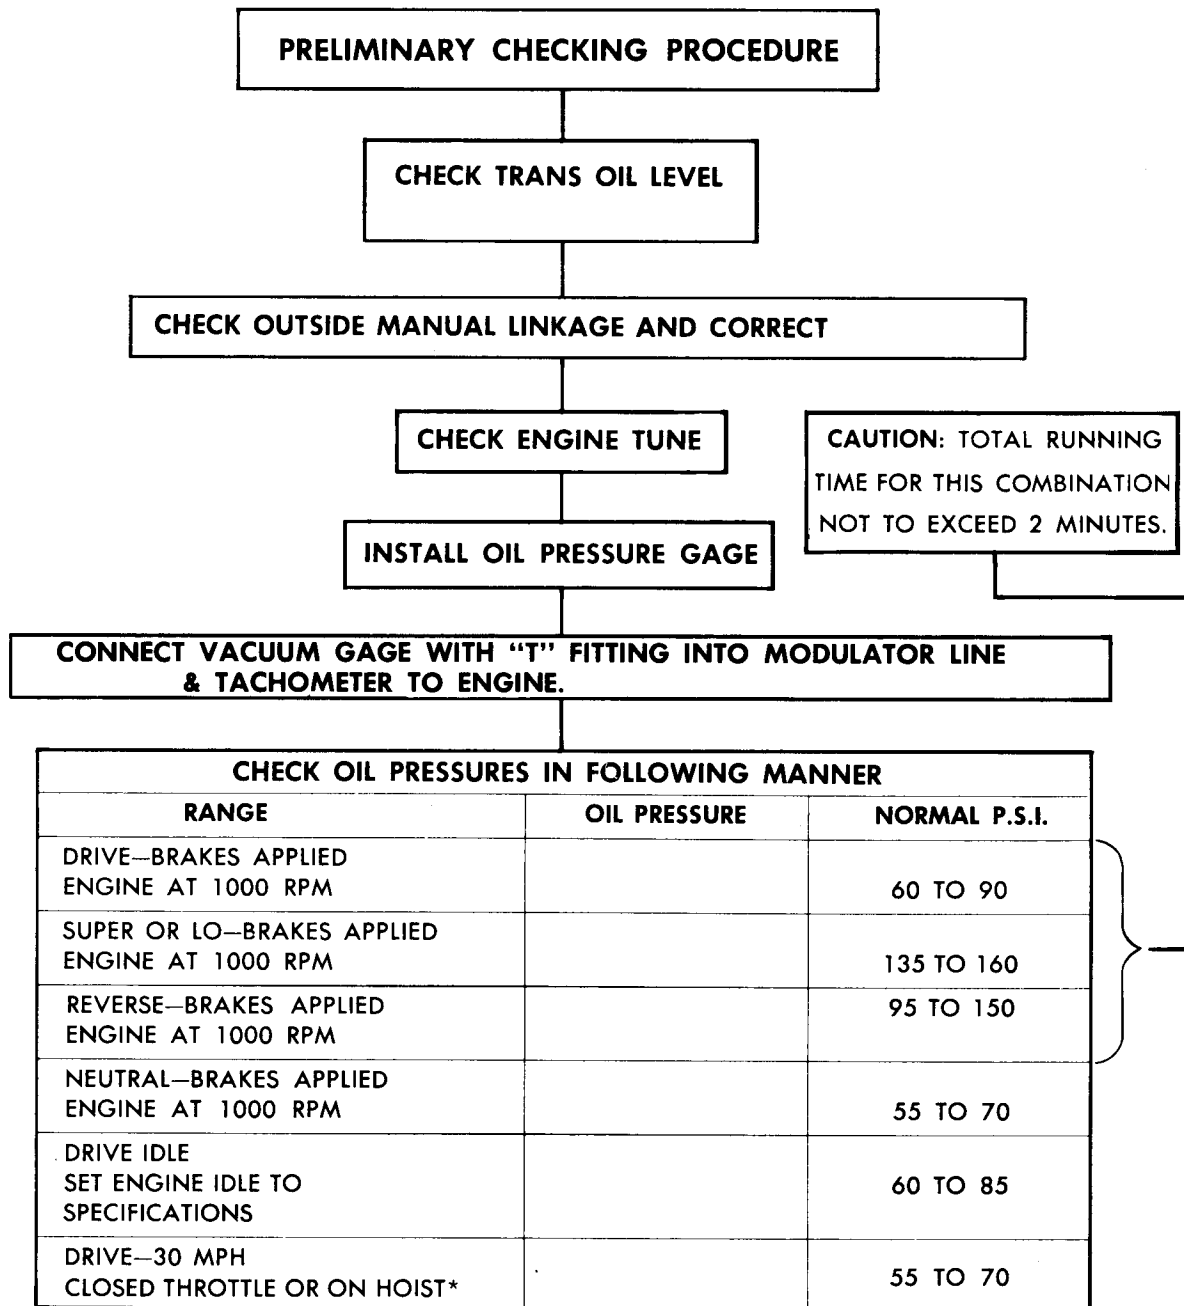 PRELIMINARY CHECKING PROCEDURE
CHECK TRANS OIL LEVEL
CHECK OUTSIDE MANUAL LINKAGE AND CORRECT
CHECK ENGINE TUNE
CAUTION: TOTAL RUNNING
TIME FOR THIS COMBINATION
NOT TO EXCEED 2 MINUTES.
INSTALL OIL PRESSURE GAGE
CONNECT VACUUM GAGE WITH “T” FITTING INTO MODULATOR LINE
& TACHOMETER TO ENGINE.
CHECK OIL PRESSURES IN FOLLOWING MANNER
RANGE OIL PRESSURE NORMAL P.S.I.
DRIVE—BRAKES APPLIED
ENGINE AT 1000 RPM 60 TO 90
SUPER OR LO—BRAKES APPLIED
ENGINE AT 1000 RPM 135 TO 160
REVERSE—BRAKES APPLIED 95 TO 150
ENGINE AT 1000 RPM
NEUTRAL—BRAKES APPLIED
ENGINE AT 1000 RPM 55 TO 70
DRIVE IDLE
SET ENGINE IDLE TO 60 TO 85
SPECIFICATIONS
DRIVE—30 MPH
CLOSED THROTTLE OR ON HOIST* 55 TO 70